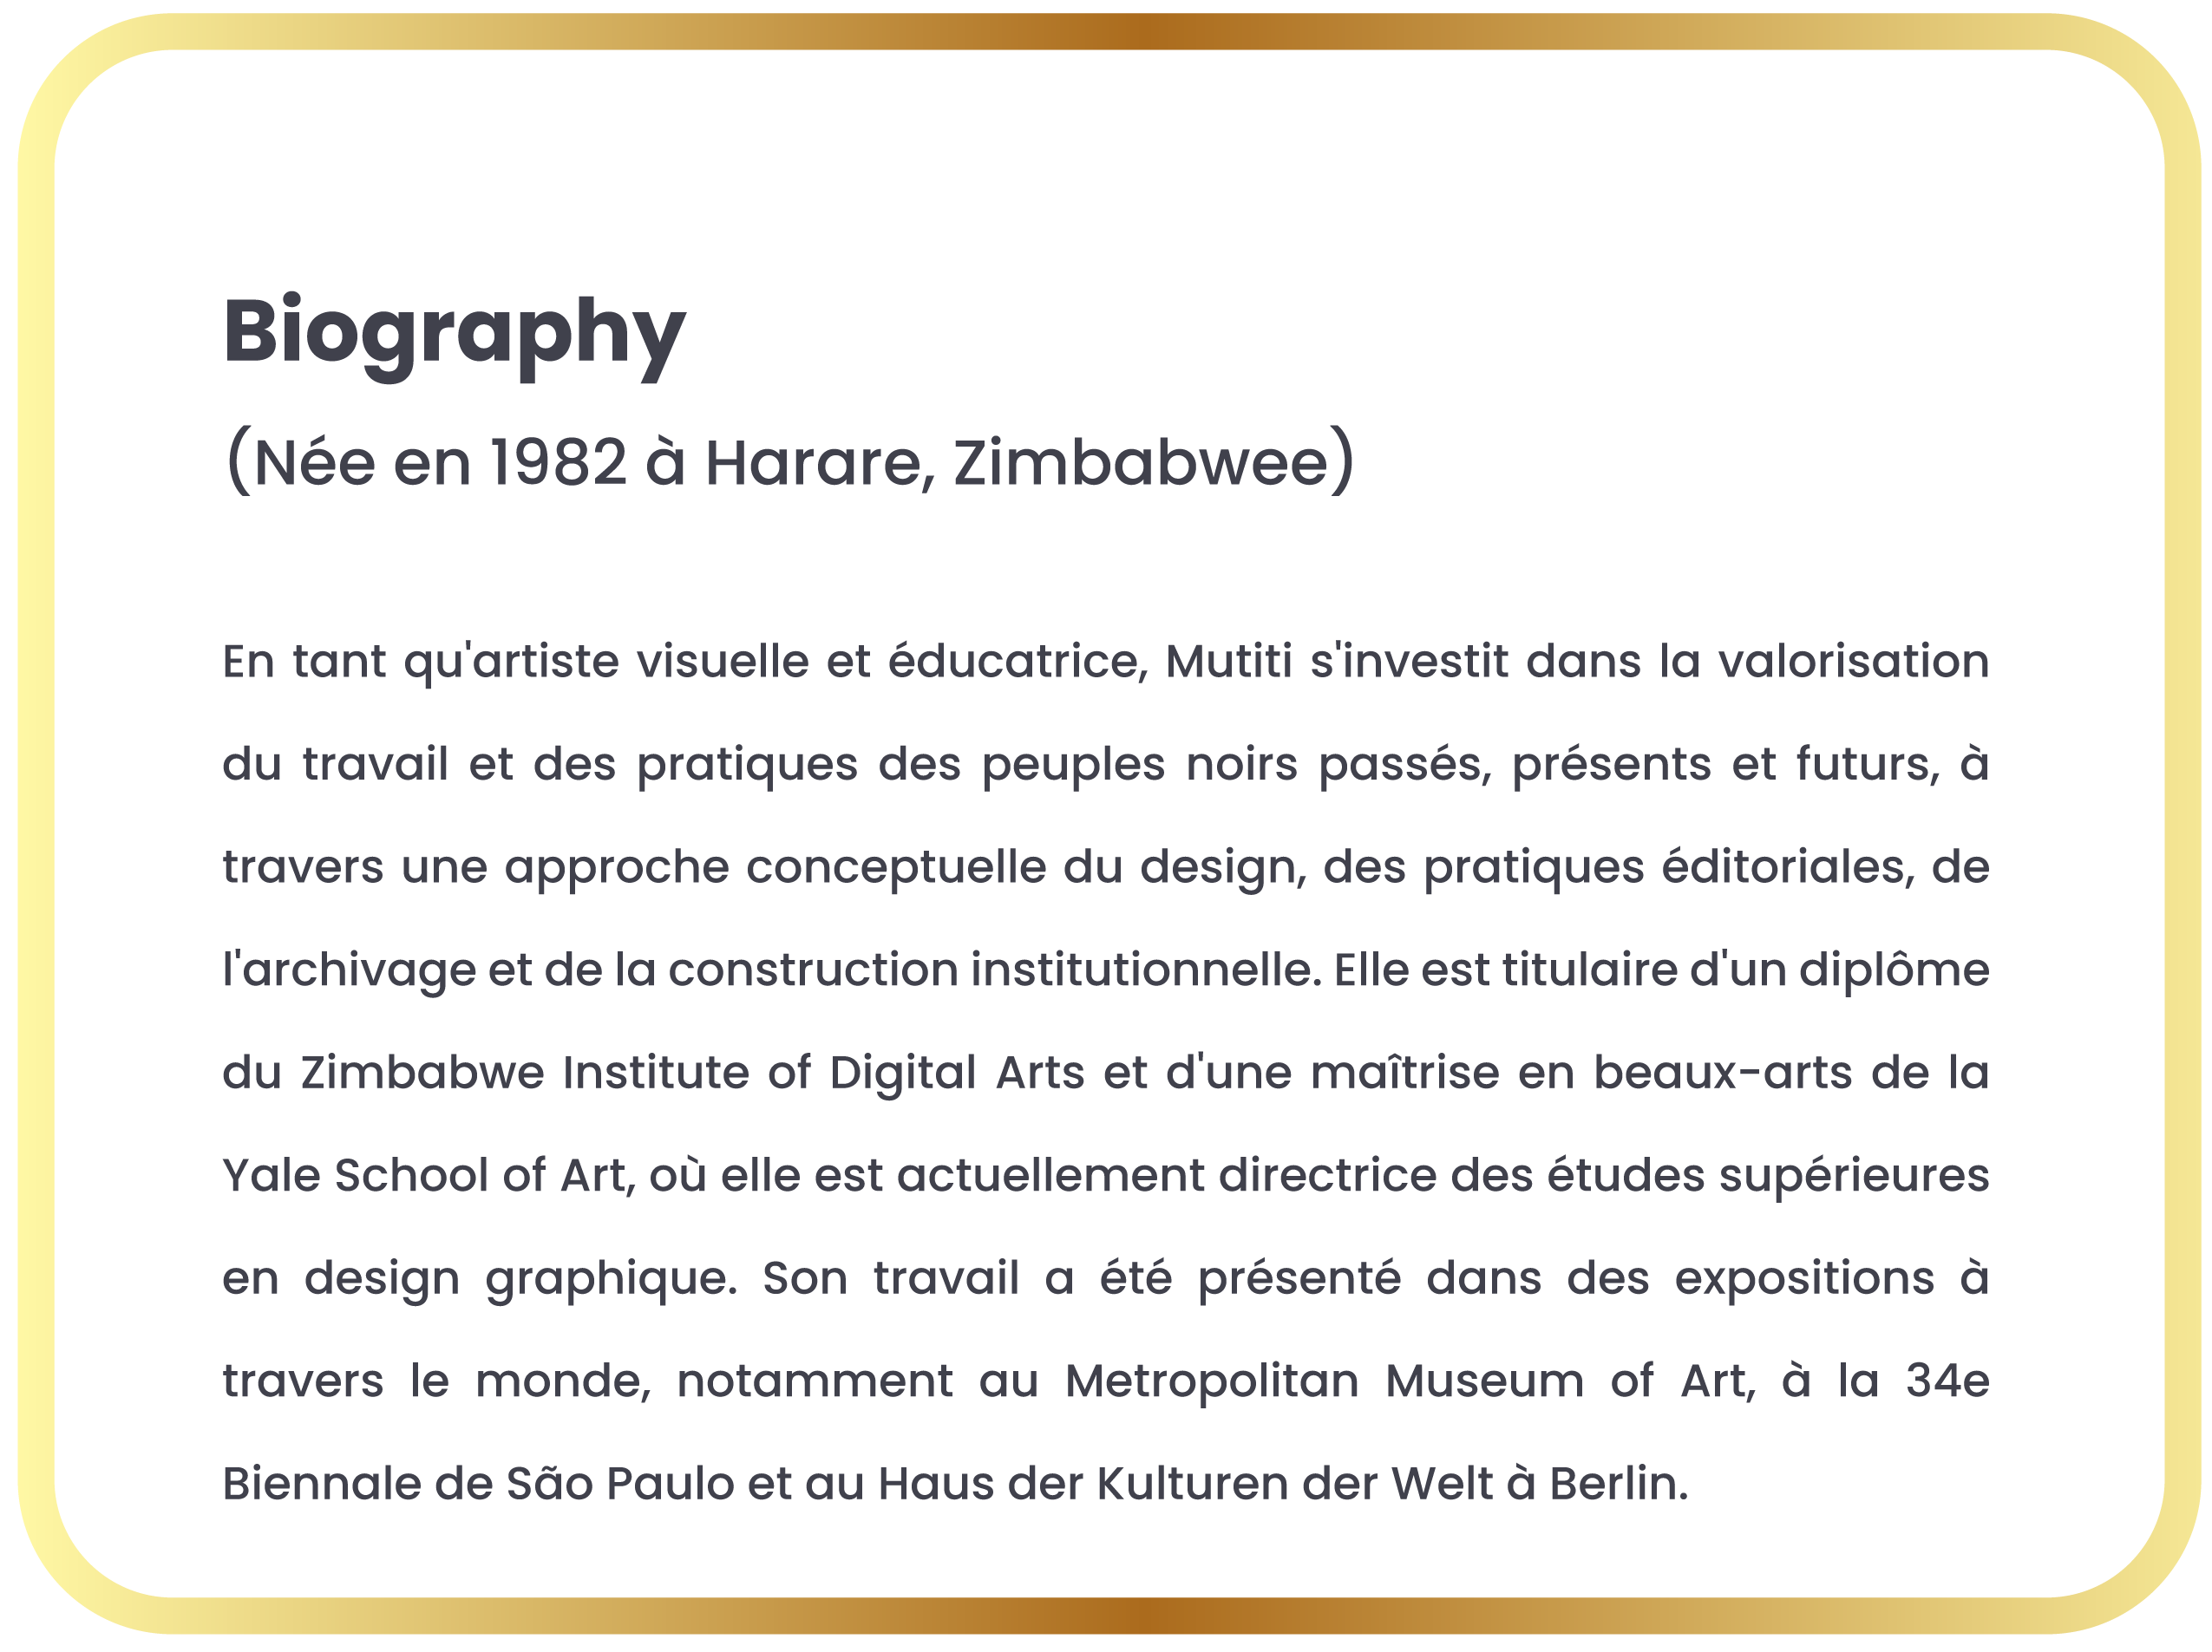 Biography
(Née en 1982 à Harare, Zimbabwee)
En tant qu'artiste visuelle et éducatrice, Mutiti s'investit dans la valorisation
du travail et des pratiques des peuples noirs passés, présents et futurs, à
travers une approche conceptuelle du design, des pratiques éditoriales, de
l'archivage et de la construction institutionnelle. Elle est titulaire d'un diplôme
du Zimbabwe Institute of Digital Arts et d'une maîtrise en beaux-arts de la
Yale School of Art, où elle est actuellement directrice des études supérieures
en design graphique. Son travail a été présenté dans des expositions à
travers le monde, notamment au Metropolitan Museum of Art, à la 34e
Biennale de São Paulo et au Haus der Kulturen der Welt à Berlin.